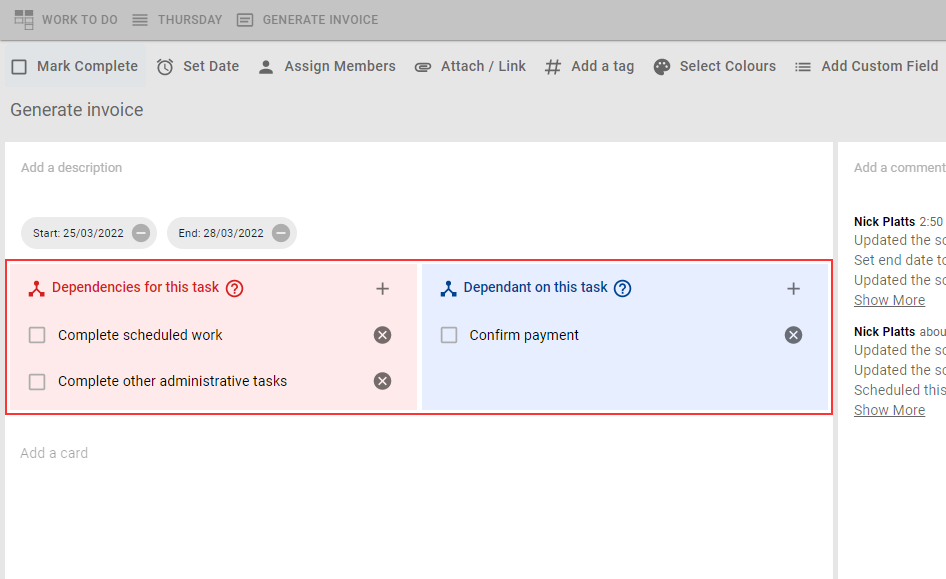 WORK TO DO THURSDAY GENERATE INVOICE
Mark Complete Set Date Assign Members Attach / Link Add a tag Select Colours Add Custom Field
Generate invoice
Add a description
Start: 25/03/2022 End: 28/03/2022
Dependencies for this task ?
Complete scheduled work
Complete other administrative tasks
Dependant on this task ?
Confirm payment
Add a card
Add a comment
Nick Platts 2:50
Updated the sc
Set end date to
Updated the sc
Show More
Nick Platts abou
Updated the sc
Updated the sc
Scheduled this
Show More